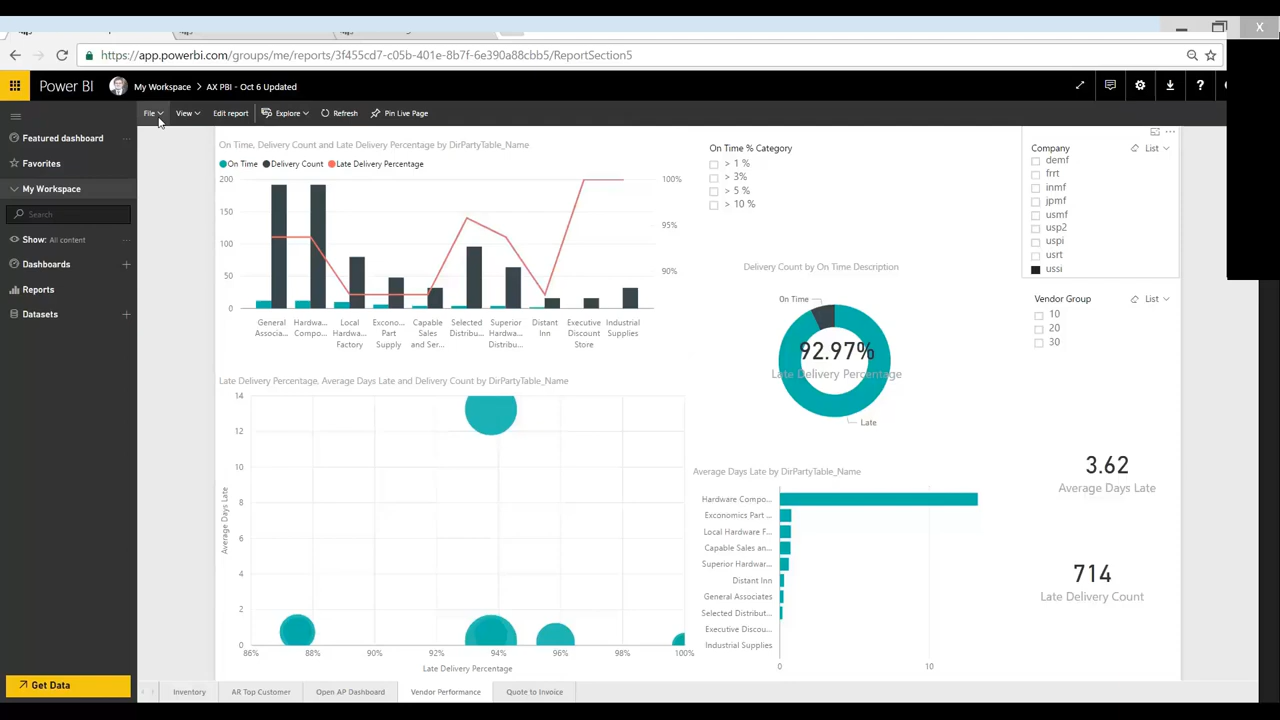 X
https://app.powerbi.com/groups/me/reports/3f455cd7-c05b-401e-8b7f-6e390a88cbb5/ReportSection5
Power BI
My Workspace > AX PBI - Oct 6 Updated
?
File
View
Edit report
Explore
Refresh
Pin Live Page
Featured dashboard
Favorites
My Workspace
Search
Show: All content
Dashboards
Reports
Datasets
Get Data
On Time, Delivery Count and Late Delivery Percentage by DirPartyTable_Name
On Time Delivery Count Late Delivery Percentage
200
150
100
50
0
100%
95%
90%
General Associa...
Hardwa... Compo...
Local Hardwa... Factory
Excono... Part Supply
Capable Sales and Ser...
Selected Distribu...
Superior Hardwa... Distribu...
Distant Inn
Executive Discount Store
Industrial Supplies
On Time % Category
> 1 %
> 3%
> 5 %
> 10 %
Company
List
demf
frrt
inmf
jpmf
usmf
usp2
uspi
usrt
ussi
Delivery Count by On Time Description
On Time
92.97%
Late Delivery Percentage
Late
Vendor Group
List
10
20
30
Late Delivery Percentage, Average Days Late and Delivery Count by DirPartyTable_Name
Average Days Late
14
12
10
8
6
4
2
0
86% 88% 90% 92% 94% 96% 98% 100%
Late Delivery Percentage
Average Days Late by DirPartyTable_Name
Hardware Compo...
Exconomics Part ...
Local Hardware F...
Capable Sales an...
Superior Hardwar...
Distant Inn
General Associates
Selected Distribut...
Executive Discou...
Industrial Supplies
0 10
3.62
Average Days Late
714
Late Delivery Count
Inventory
AR Top Customer
Open AP Dashboard
Vendor Performance
Quote to Invoice